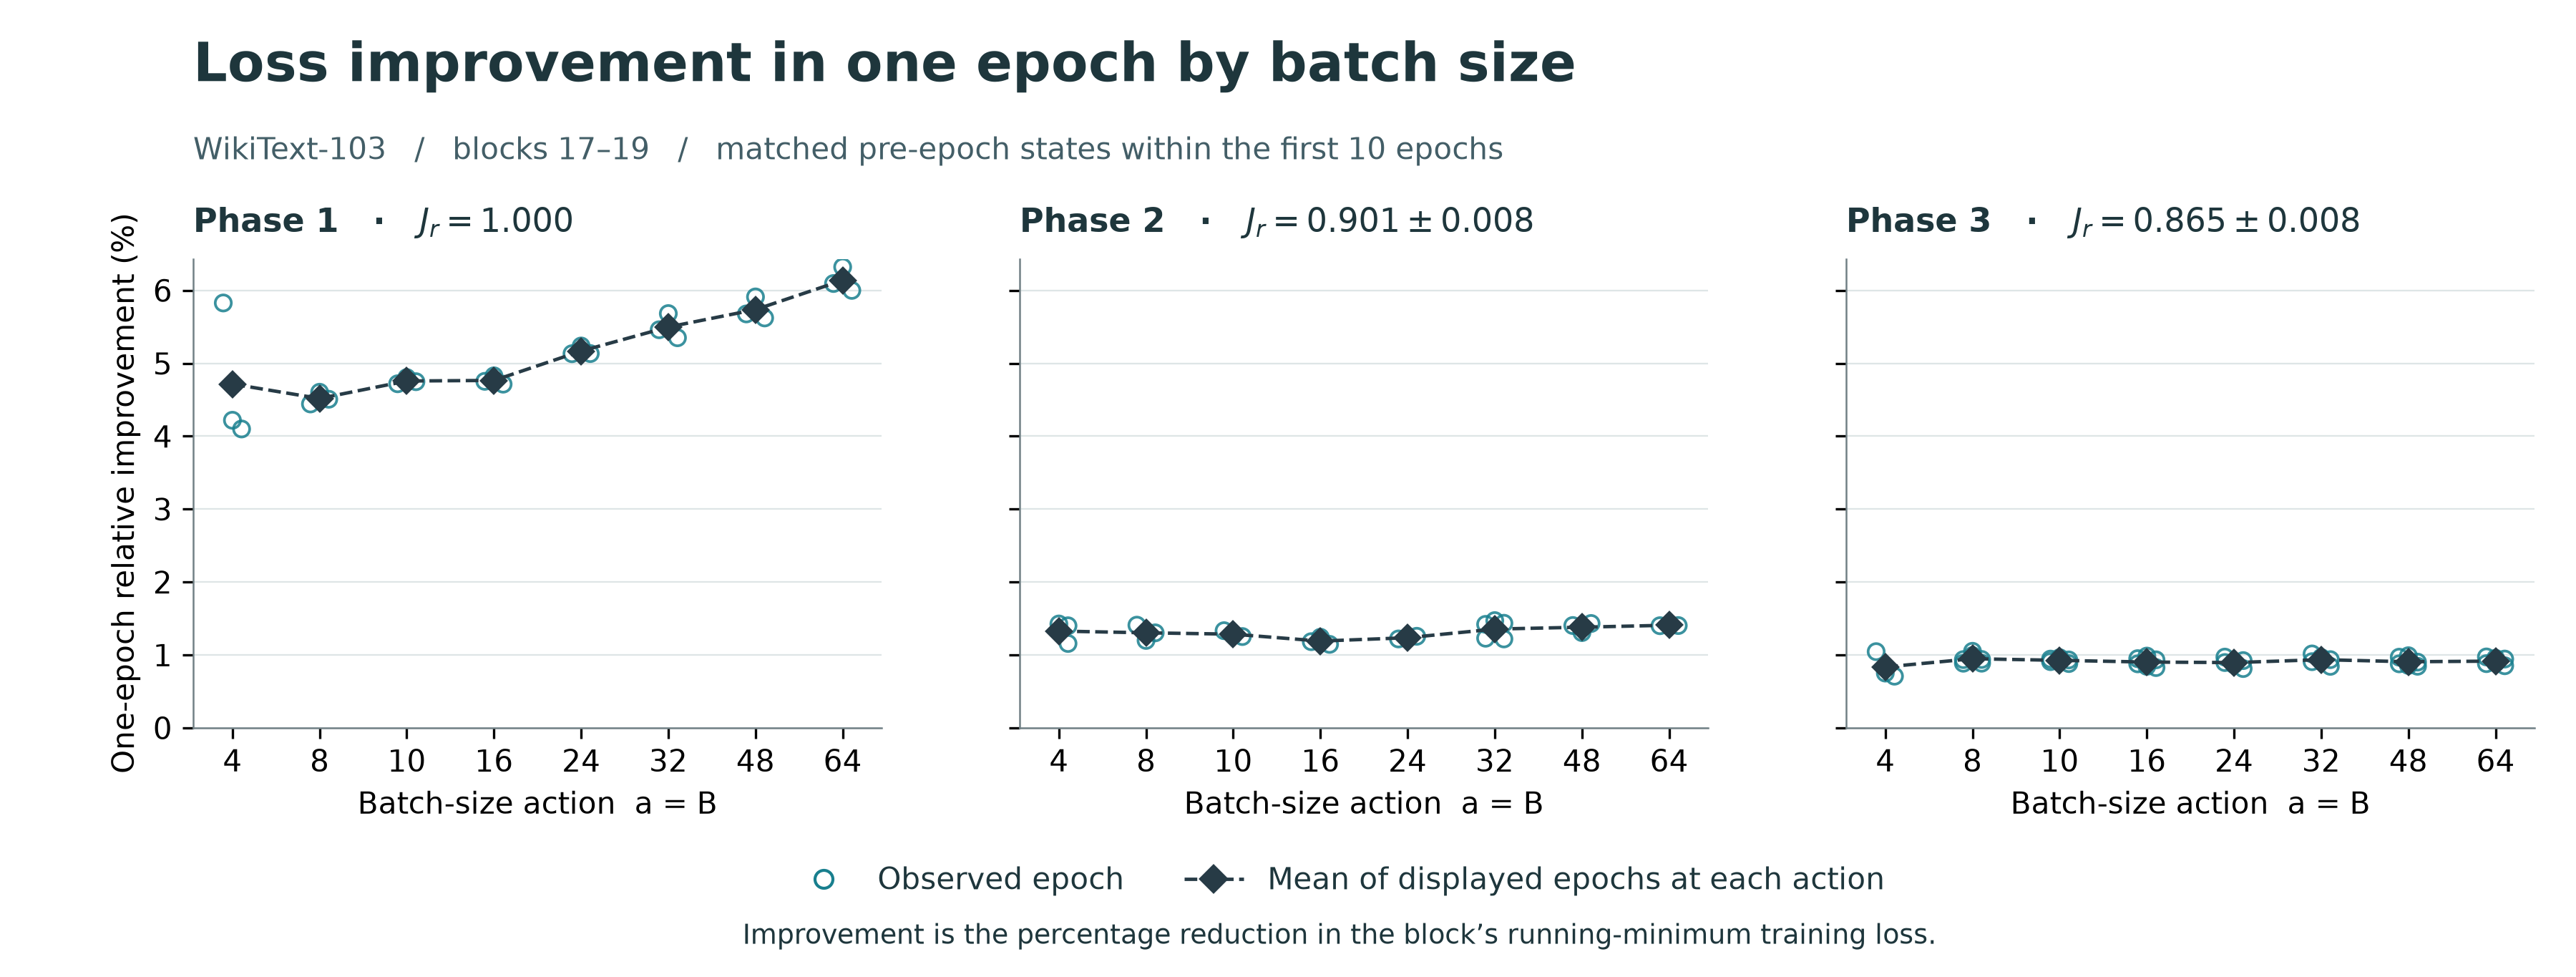 Loss improvement in one epoch by batch size
WikiText-103 / blocks 17–19 / matched pre-epoch states within the first 10 epochs
Phase 1 · J_r = 1.000
Phase 2 · J_r = 0.901 ± 0.008
Phase 3 · J_r = 0.865 ± 0.008
One-epoch relative improvement (%)
6
5
4
3
2
1
0
4 8 10 16 24 32 48 64
4 8 10 16 24 32 48 64
4 8 10 16 24 32 48 64
Batch-size action a = B
Batch-size action a = B
Batch-size action a = B
Observed epoch
Mean of displayed epochs at each action
Improvement is the percentage reduction in the block’s running-minimum training loss.